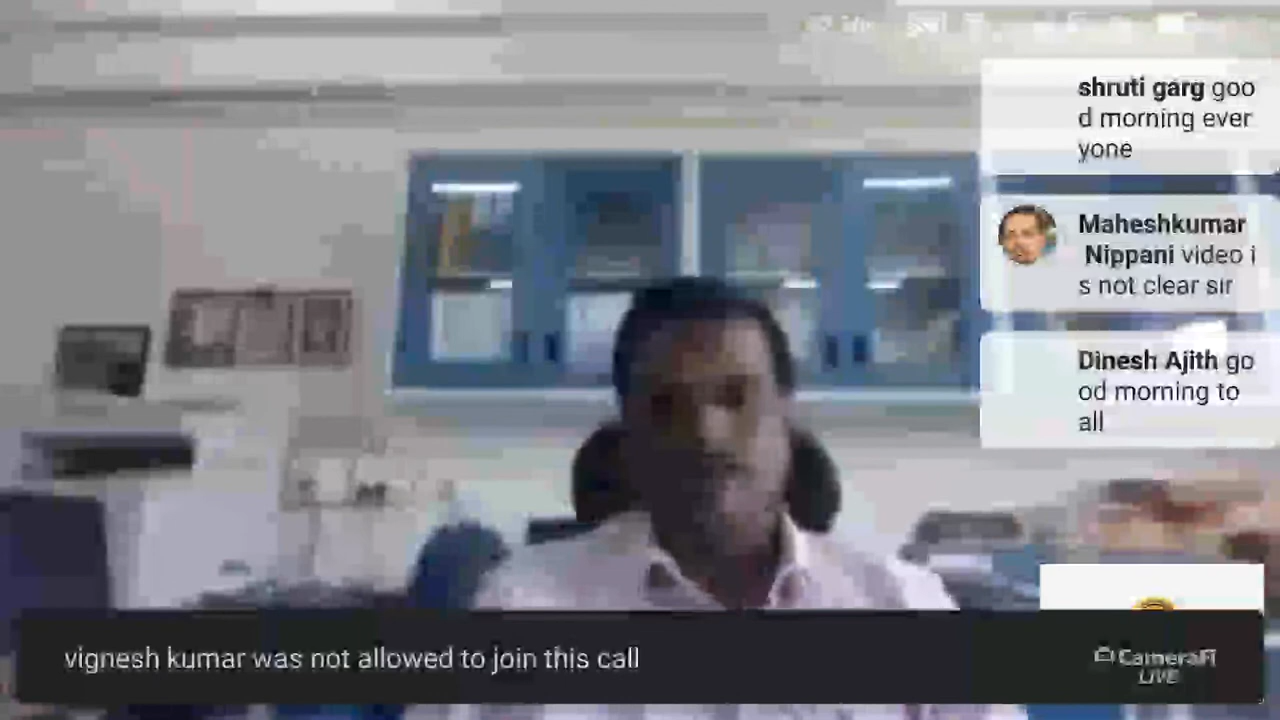 shruti garg goo
d morning ever
yone
Maheshkumar
Nippani video i
s not clear sir
Dinesh Ajith go
od morning to
all
vignesh kumar was not allowed to join this call
CameraFi
LIVE